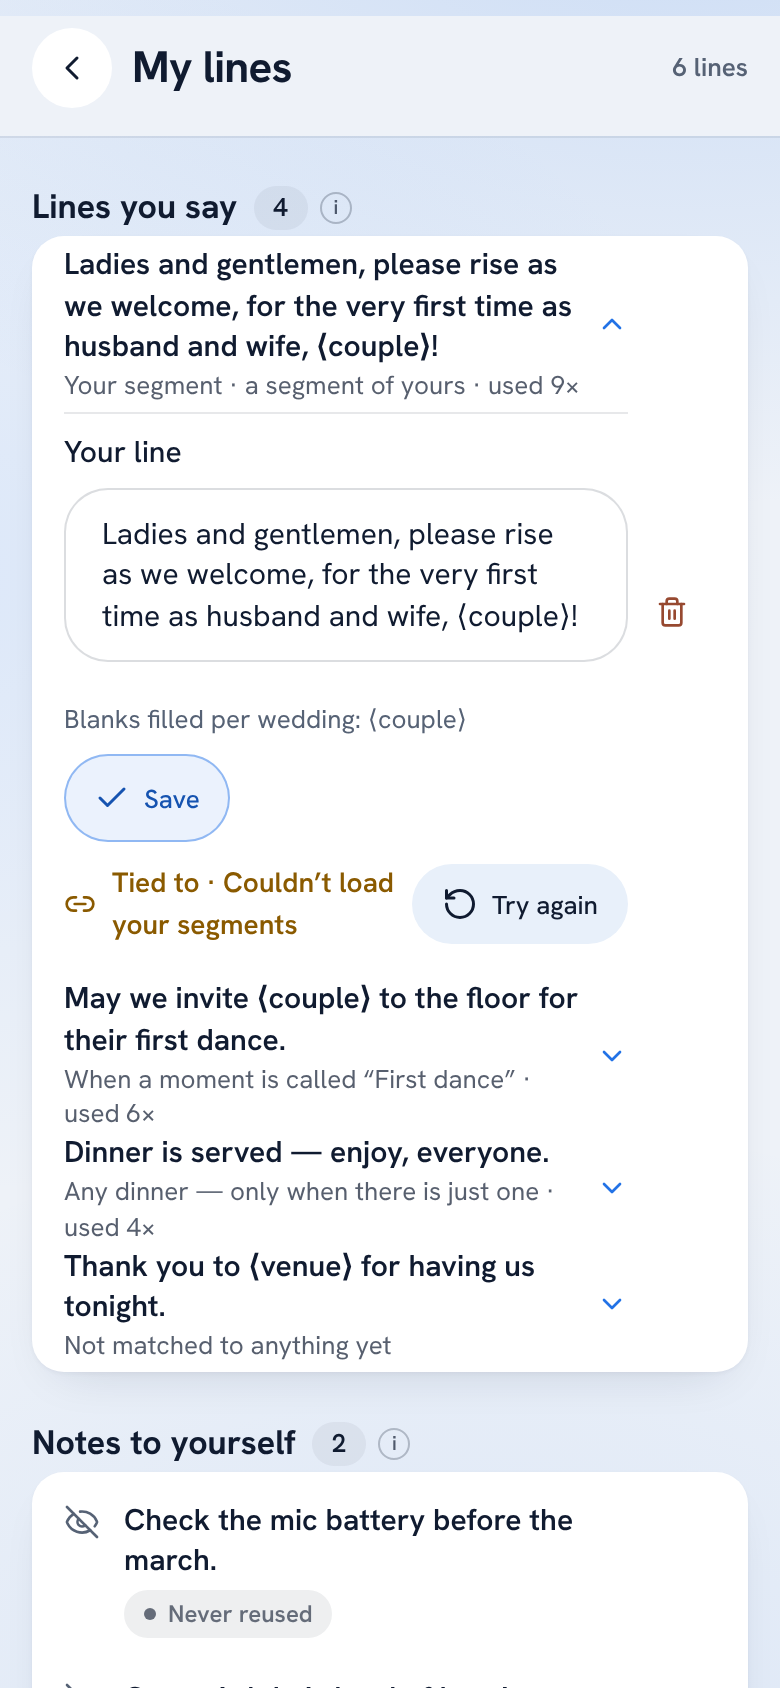 My lines
6 lines
Lines you say 4 i
Ladies and gentlemen, please rise as
we welcome, for the very first time as
husband and wife, ⟨couple⟩!
Your segment · a segment of yours · used 9×
Your line
Ladies and gentlemen, please rise
as we welcome, for the very first
time as husband and wife, ⟨couple⟩!
Blanks filled per wedding: ⟨couple⟩
Save
Tied to · Couldn’t load
your segments
Try again
May we invite ⟨couple⟩ to the floor for
their first dance.
When a moment is called “First dance” ·
used 6×
Dinner is served — enjoy, everyone.
Any dinner — only when there is just one ·
used 4×
Thank you to ⟨venue⟩ for having us
tonight.
Not matched to anything yet
Notes to yourself 2 i
Check the mic battery before the
march.
Never reused